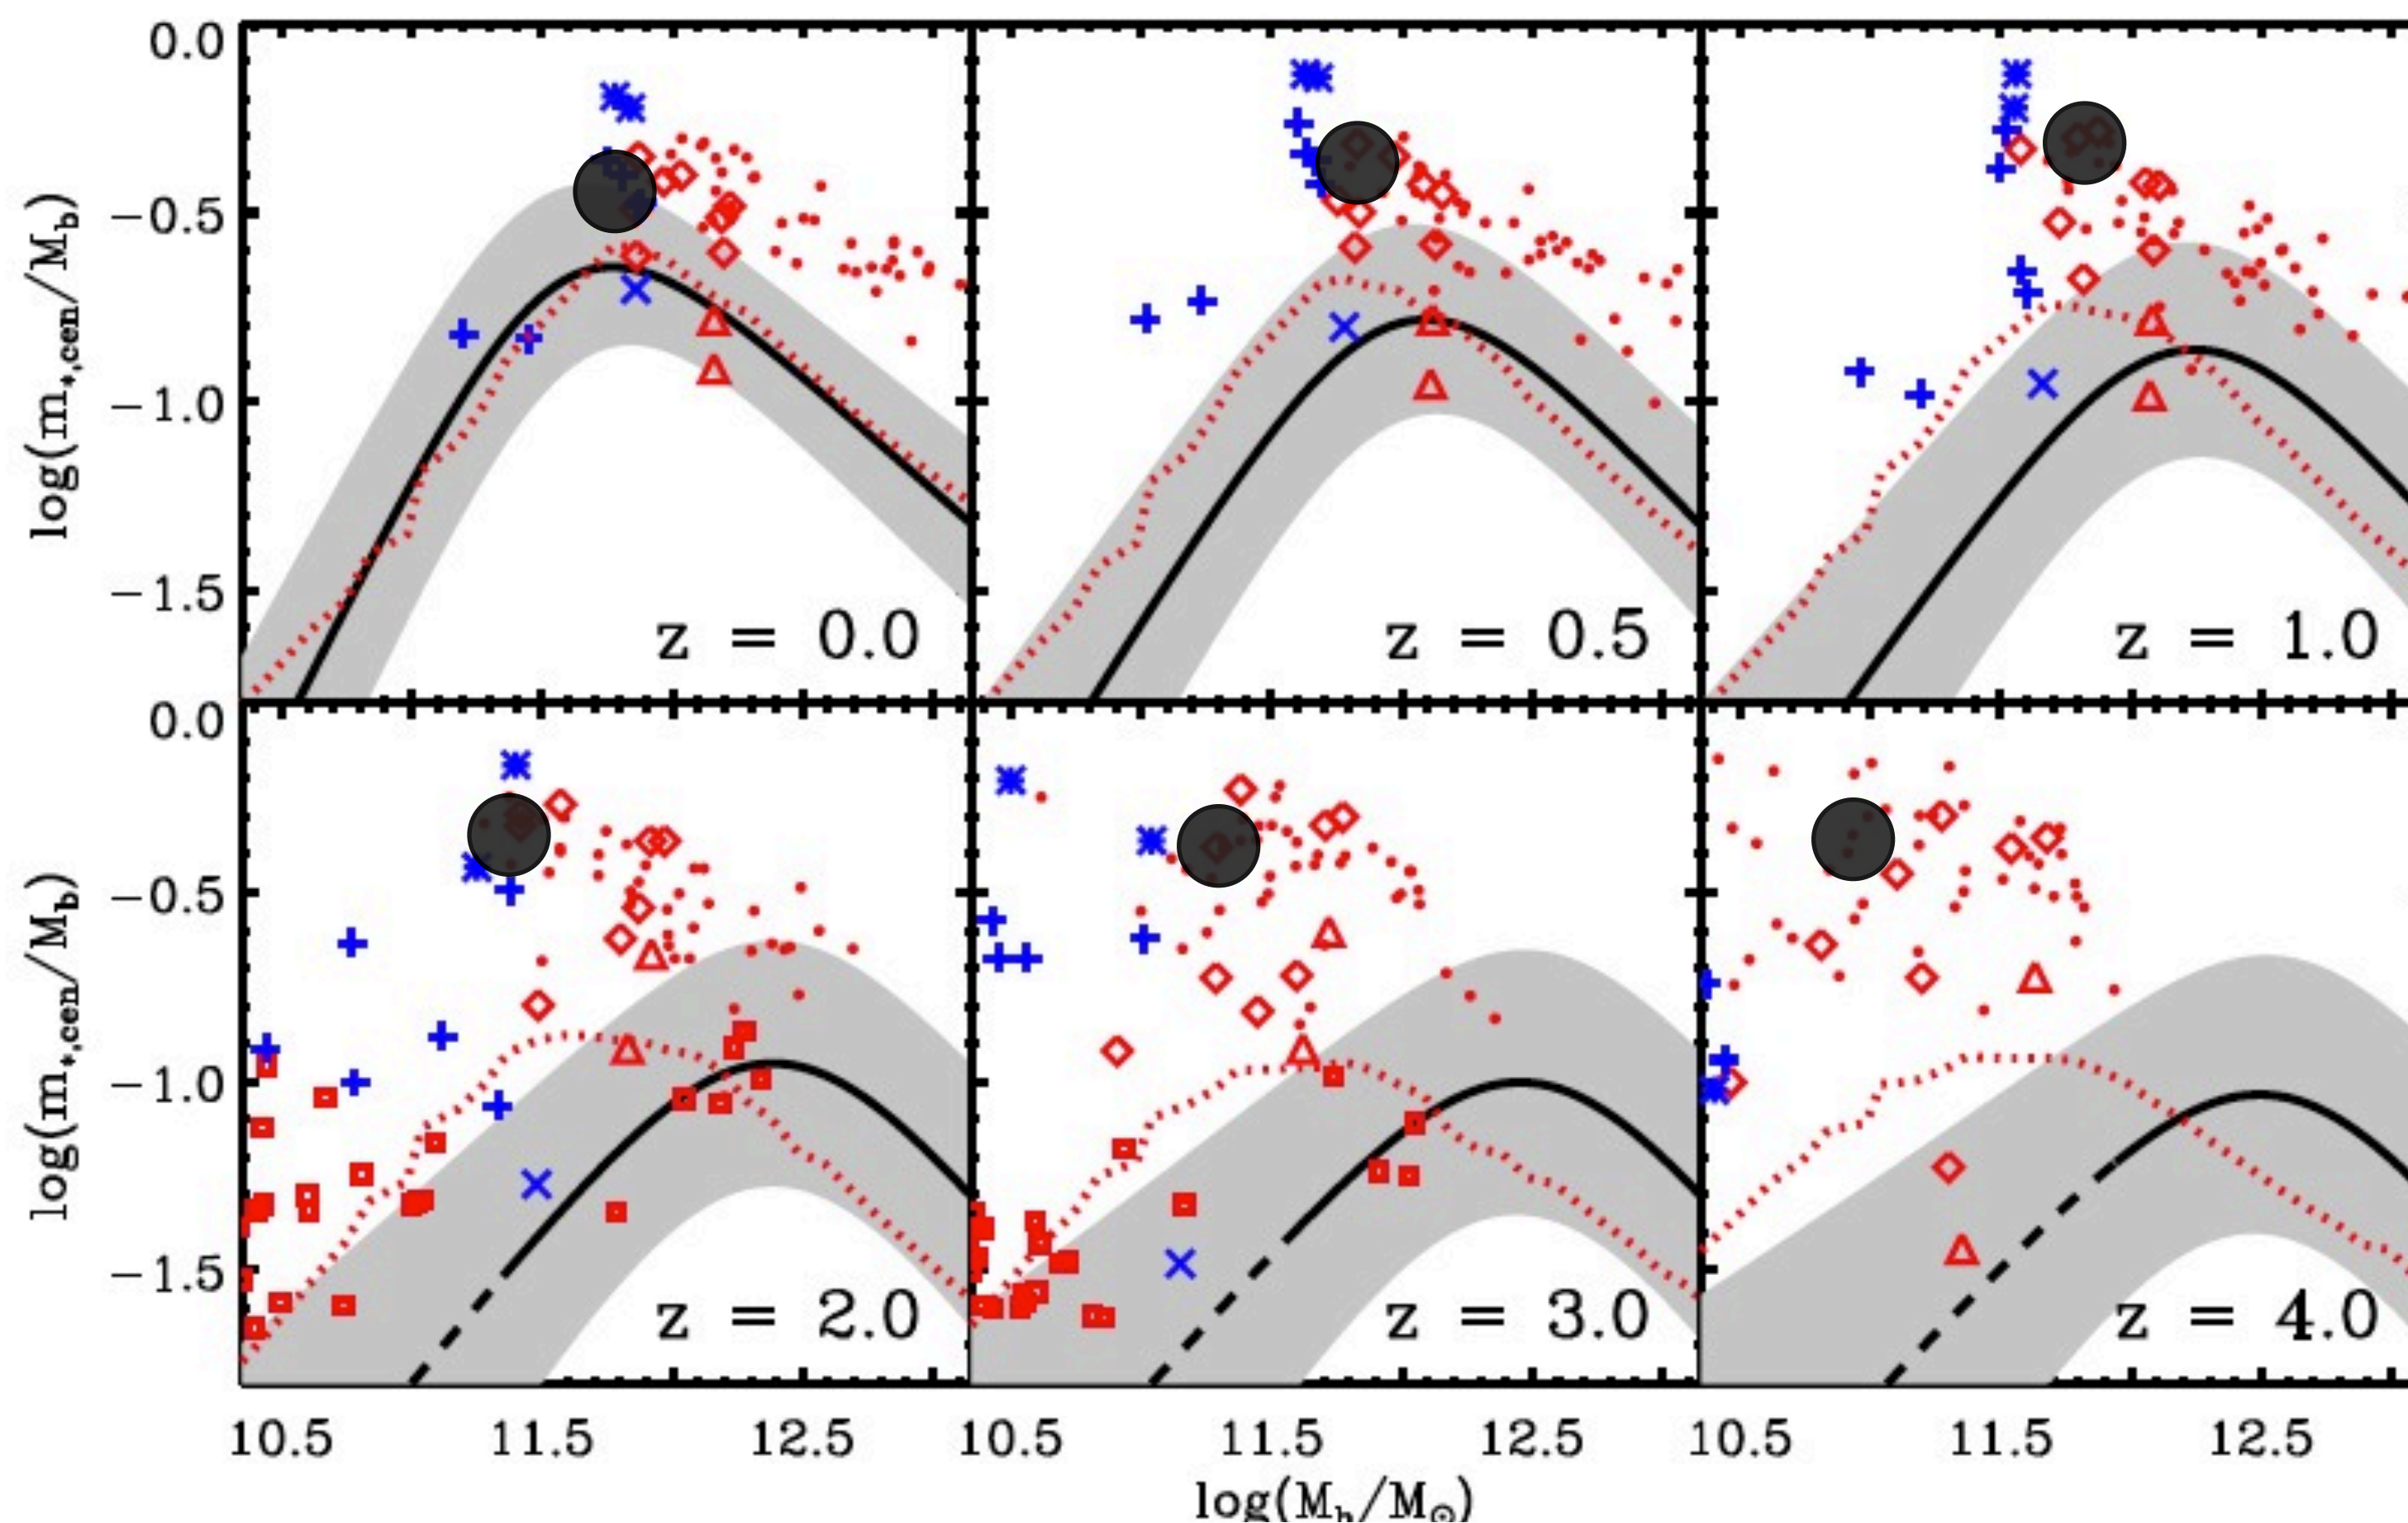 0.0
−0.5
−1.0
−1.5
log(m*,cen/Mb)
z = 0.0
z = 0.5
z = 1.0
0.0
−0.5
−1.0
−1.5
log(m*,cen/Mb)
z = 2.0
z = 3.0
z = 4.0
10.5 11.5 12.5 10.5 11.5 12.5 10.5 11.5 12.5
log(Mh/M⊙)